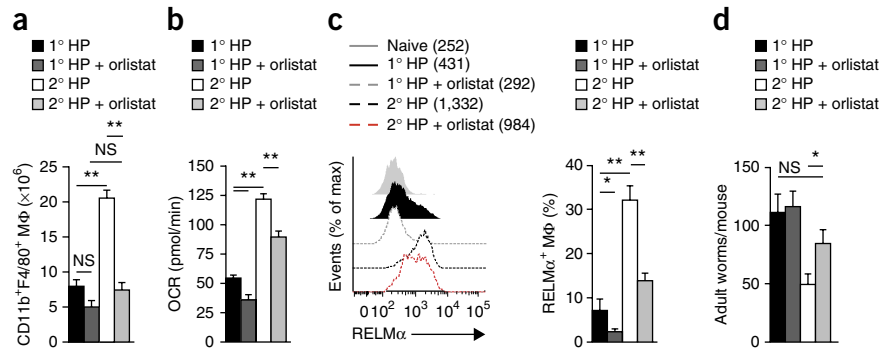 a
1° HP
1° HP + orlistat
2° HP
2° HP + orlistat
**
NS
**
NS
CD11b⁺F4/80⁺ MΦ (×10⁶)
25
20
15
10
5
0
b
1° HP
1° HP + orlistat
2° HP
2° HP + orlistat
**
**
*
OCR (pmol/min)
150
125
100
75
50
25
0
c
Naive (252)
1° HP (431)
1° HP + orlistat (292)
2° HP (1,332)
2° HP + orlistat (984)
Events (% of max)
0 10² 10³ 10⁴ 10⁵
RELMα
1° HP
1° HP + orlistat
2° HP
2° HP + orlistat
**
**
*
RELMα⁺ MΦ (%)
40
30
20
10
0
d
1° HP
1° HP + orlistat
2° HP
2° HP + orlistat
NS
*
Adult worms/mouse
150
100
50
0